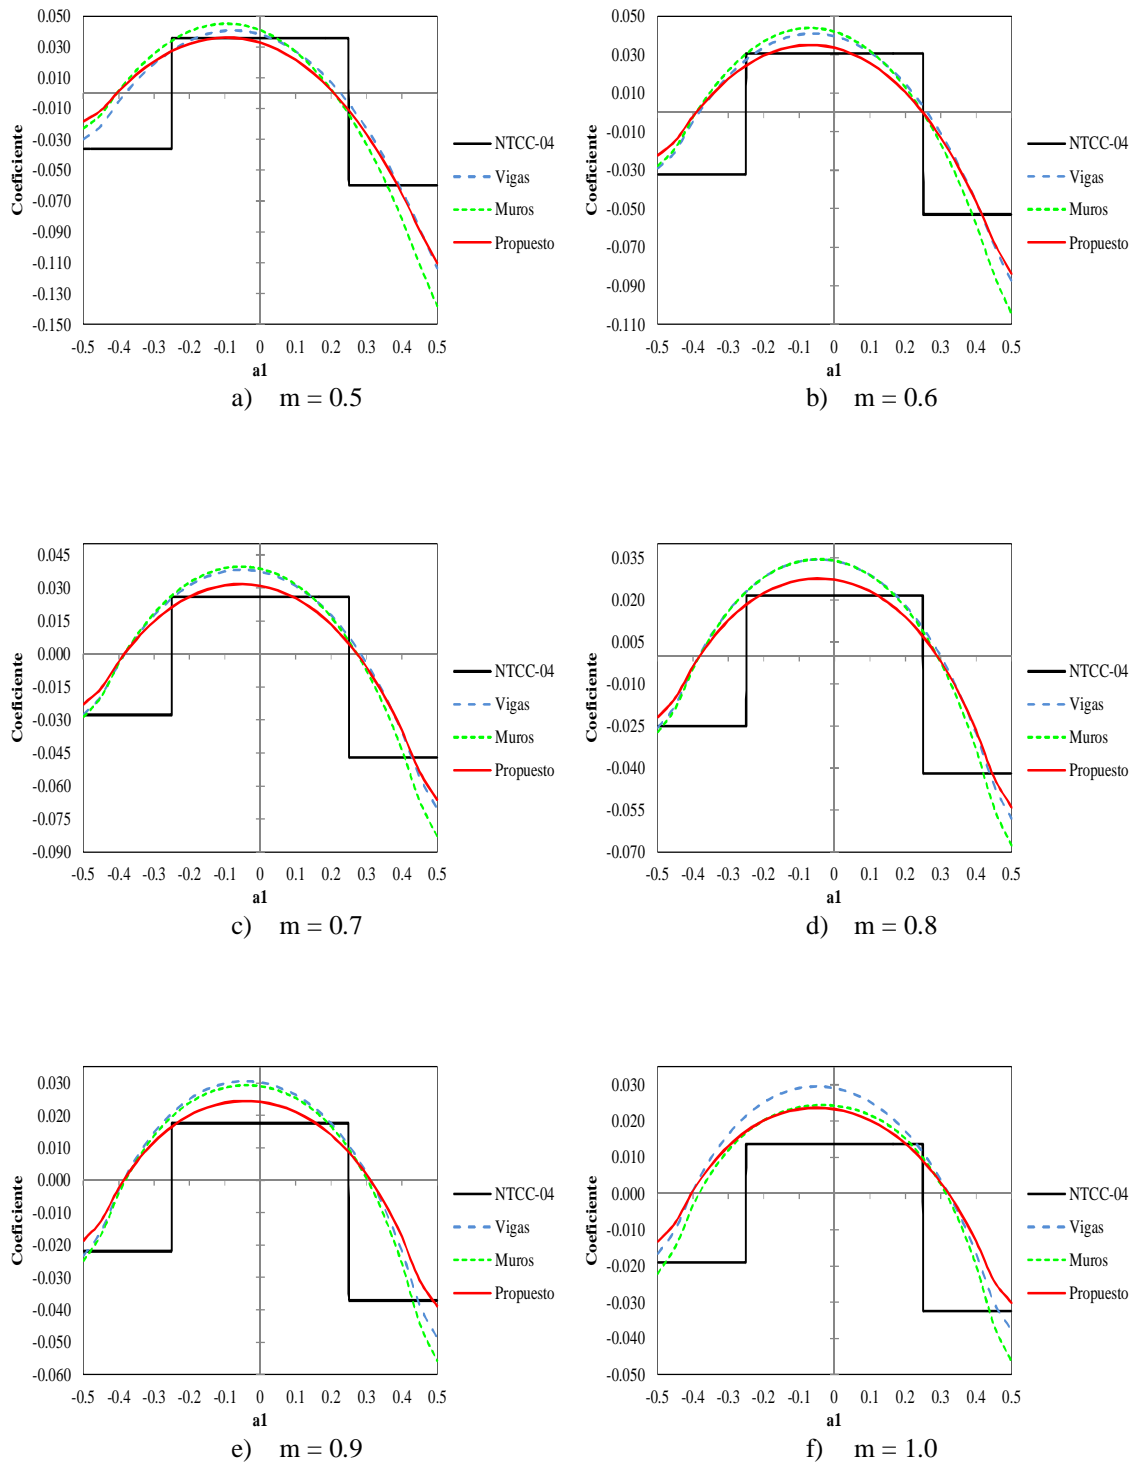 0.050
0.030
0.010
-0.010
-0.030
-0.050
-0.070
-0.090
-0.110
-0.130
-0.150
Coeficiente
-0.5 -0.4 -0.3 -0.2 -0.1 0 0.1 0.2 0.3 0.4 0.5
a1
NTCC-04
Vigas
Muros
Propuesto
a) m = 0.5
0.050
0.030
0.010
-0.010
-0.030
-0.050
-0.070
-0.090
-0.110
Coeficiente
-0.5 -0.4 -0.3 -0.2 -0.1 0 0.1 0.2 0.3 0.4 0.5
a1
NTCC-04
Vigas
Muros
Propuesto
b) m = 0.6
0.045
0.030
0.015
0.000
-0.015
-0.030
-0.045
-0.060
-0.075
-0.090
Coeficiente
-0.5 -0.4 -0.3 -0.2 -0.1 0 0.1 0.2 0.3 0.4 0.5
a1
NTCC-04
Vigas
Muros
Propuesto
c) m = 0.7
0.035
0.020
0.005
-0.010
-0.025
-0.040
-0.055
-0.070
Coeficiente
-0.5 -0.4 -0.3 -0.2 -0.1 0 0.1 0.2 0.3 0.4 0.5
a1
NTCC-04
Vigas
Muros
Propuesto
d) m = 0.8
0.030
0.020
0.010
0.000
-0.010
-0.020
-0.030
-0.040
-0.050
-0.060
Coeficiente
-0.5 -0.4 -0.3 -0.2 -0.1 0 0.1 0.2 0.3 0.4 0.5
a1
NTCC-04
Vigas
Muros
Propuesto
e) m = 0.9
0.030
0.020
0.010
0.000
-0.010
-0.020
-0.030
-0.040
-0.050
Coeficiente
-0.5 -0.4 -0.3 -0.2 -0.1 0 0.1 0.2 0.3 0.4 0.5
a1
NTCC-04
Vigas
Muros
Propuesto
f) m = 1.0